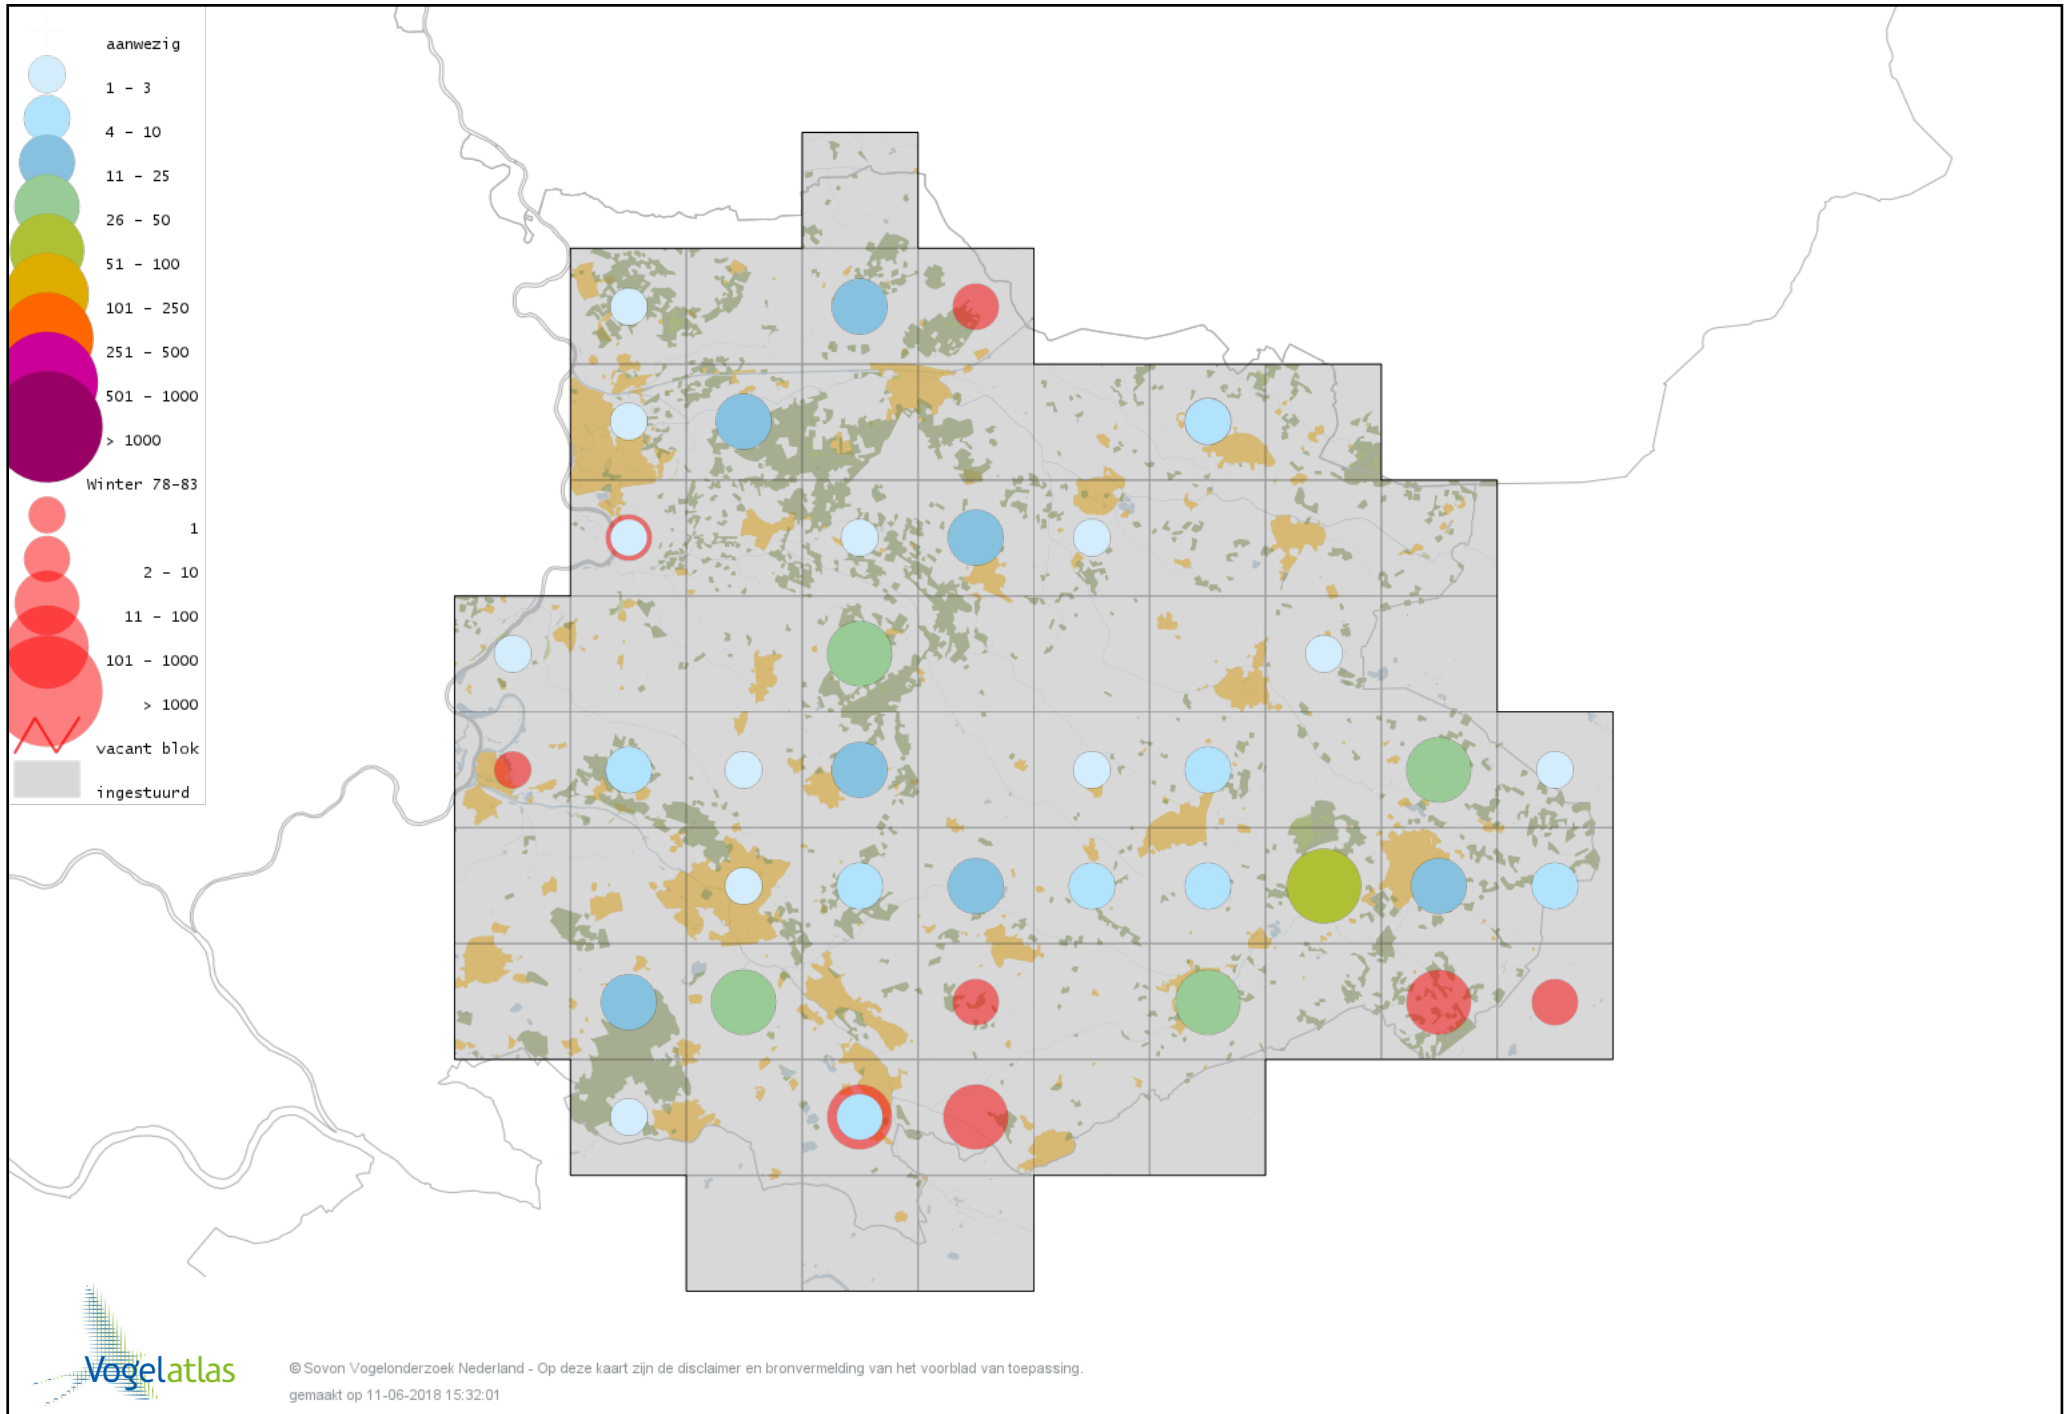 aanwezig
1 – 3
4 – 10
11 – 25
26 – 50
51 – 100
101 – 250
251 – 500
501 – 1000
> 1000
Winter 78-83
1
2 – 10
11 – 100
101 – 1000
> 1000
vacant blok
ingestuurd
Vogelatlas
© Sovon Vogelonderzoek Nederland - Op deze kaart zijn de disclaimer en bronvermelding van het voorblad van toepassing.
gemaakt op 11-06-2018 15:32:01